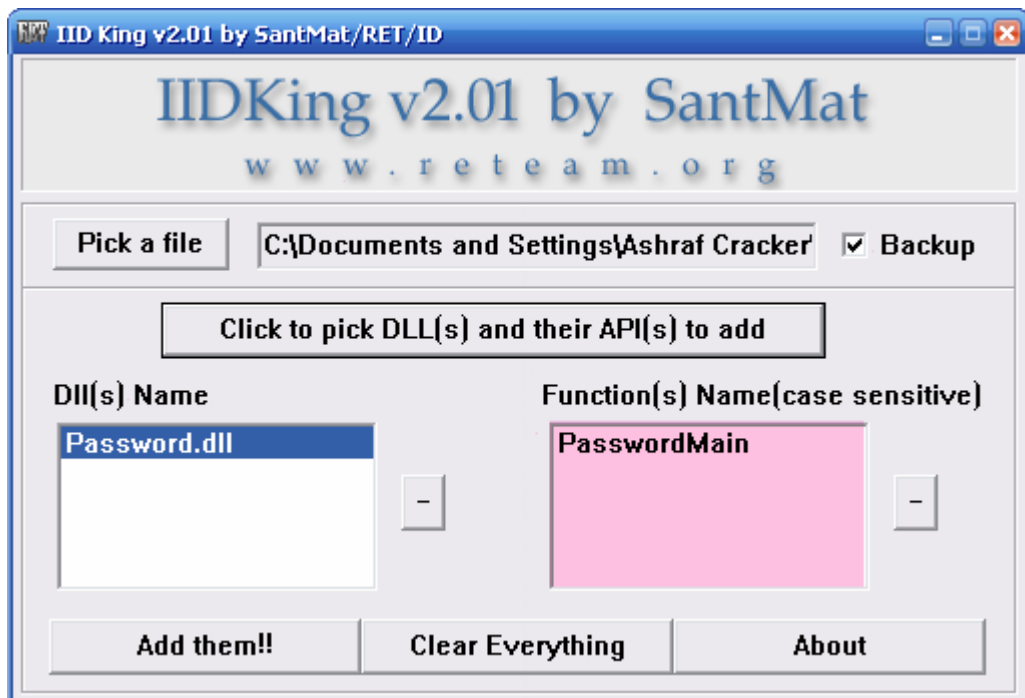 IID King v2.01 by SantMat/RET/ID
IIDKing v2.01 by SantMat
www.reteam.org
Pick a file
C:\Documents and Settings\Ashraf Cracker'
Backup
Click to pick DLL(s) and their API(s) to add
Dll(s) Name
Function(s) Name(case sensitive)
Password.dll
PasswordMain
-
-
Add them!!
Clear Everything
About